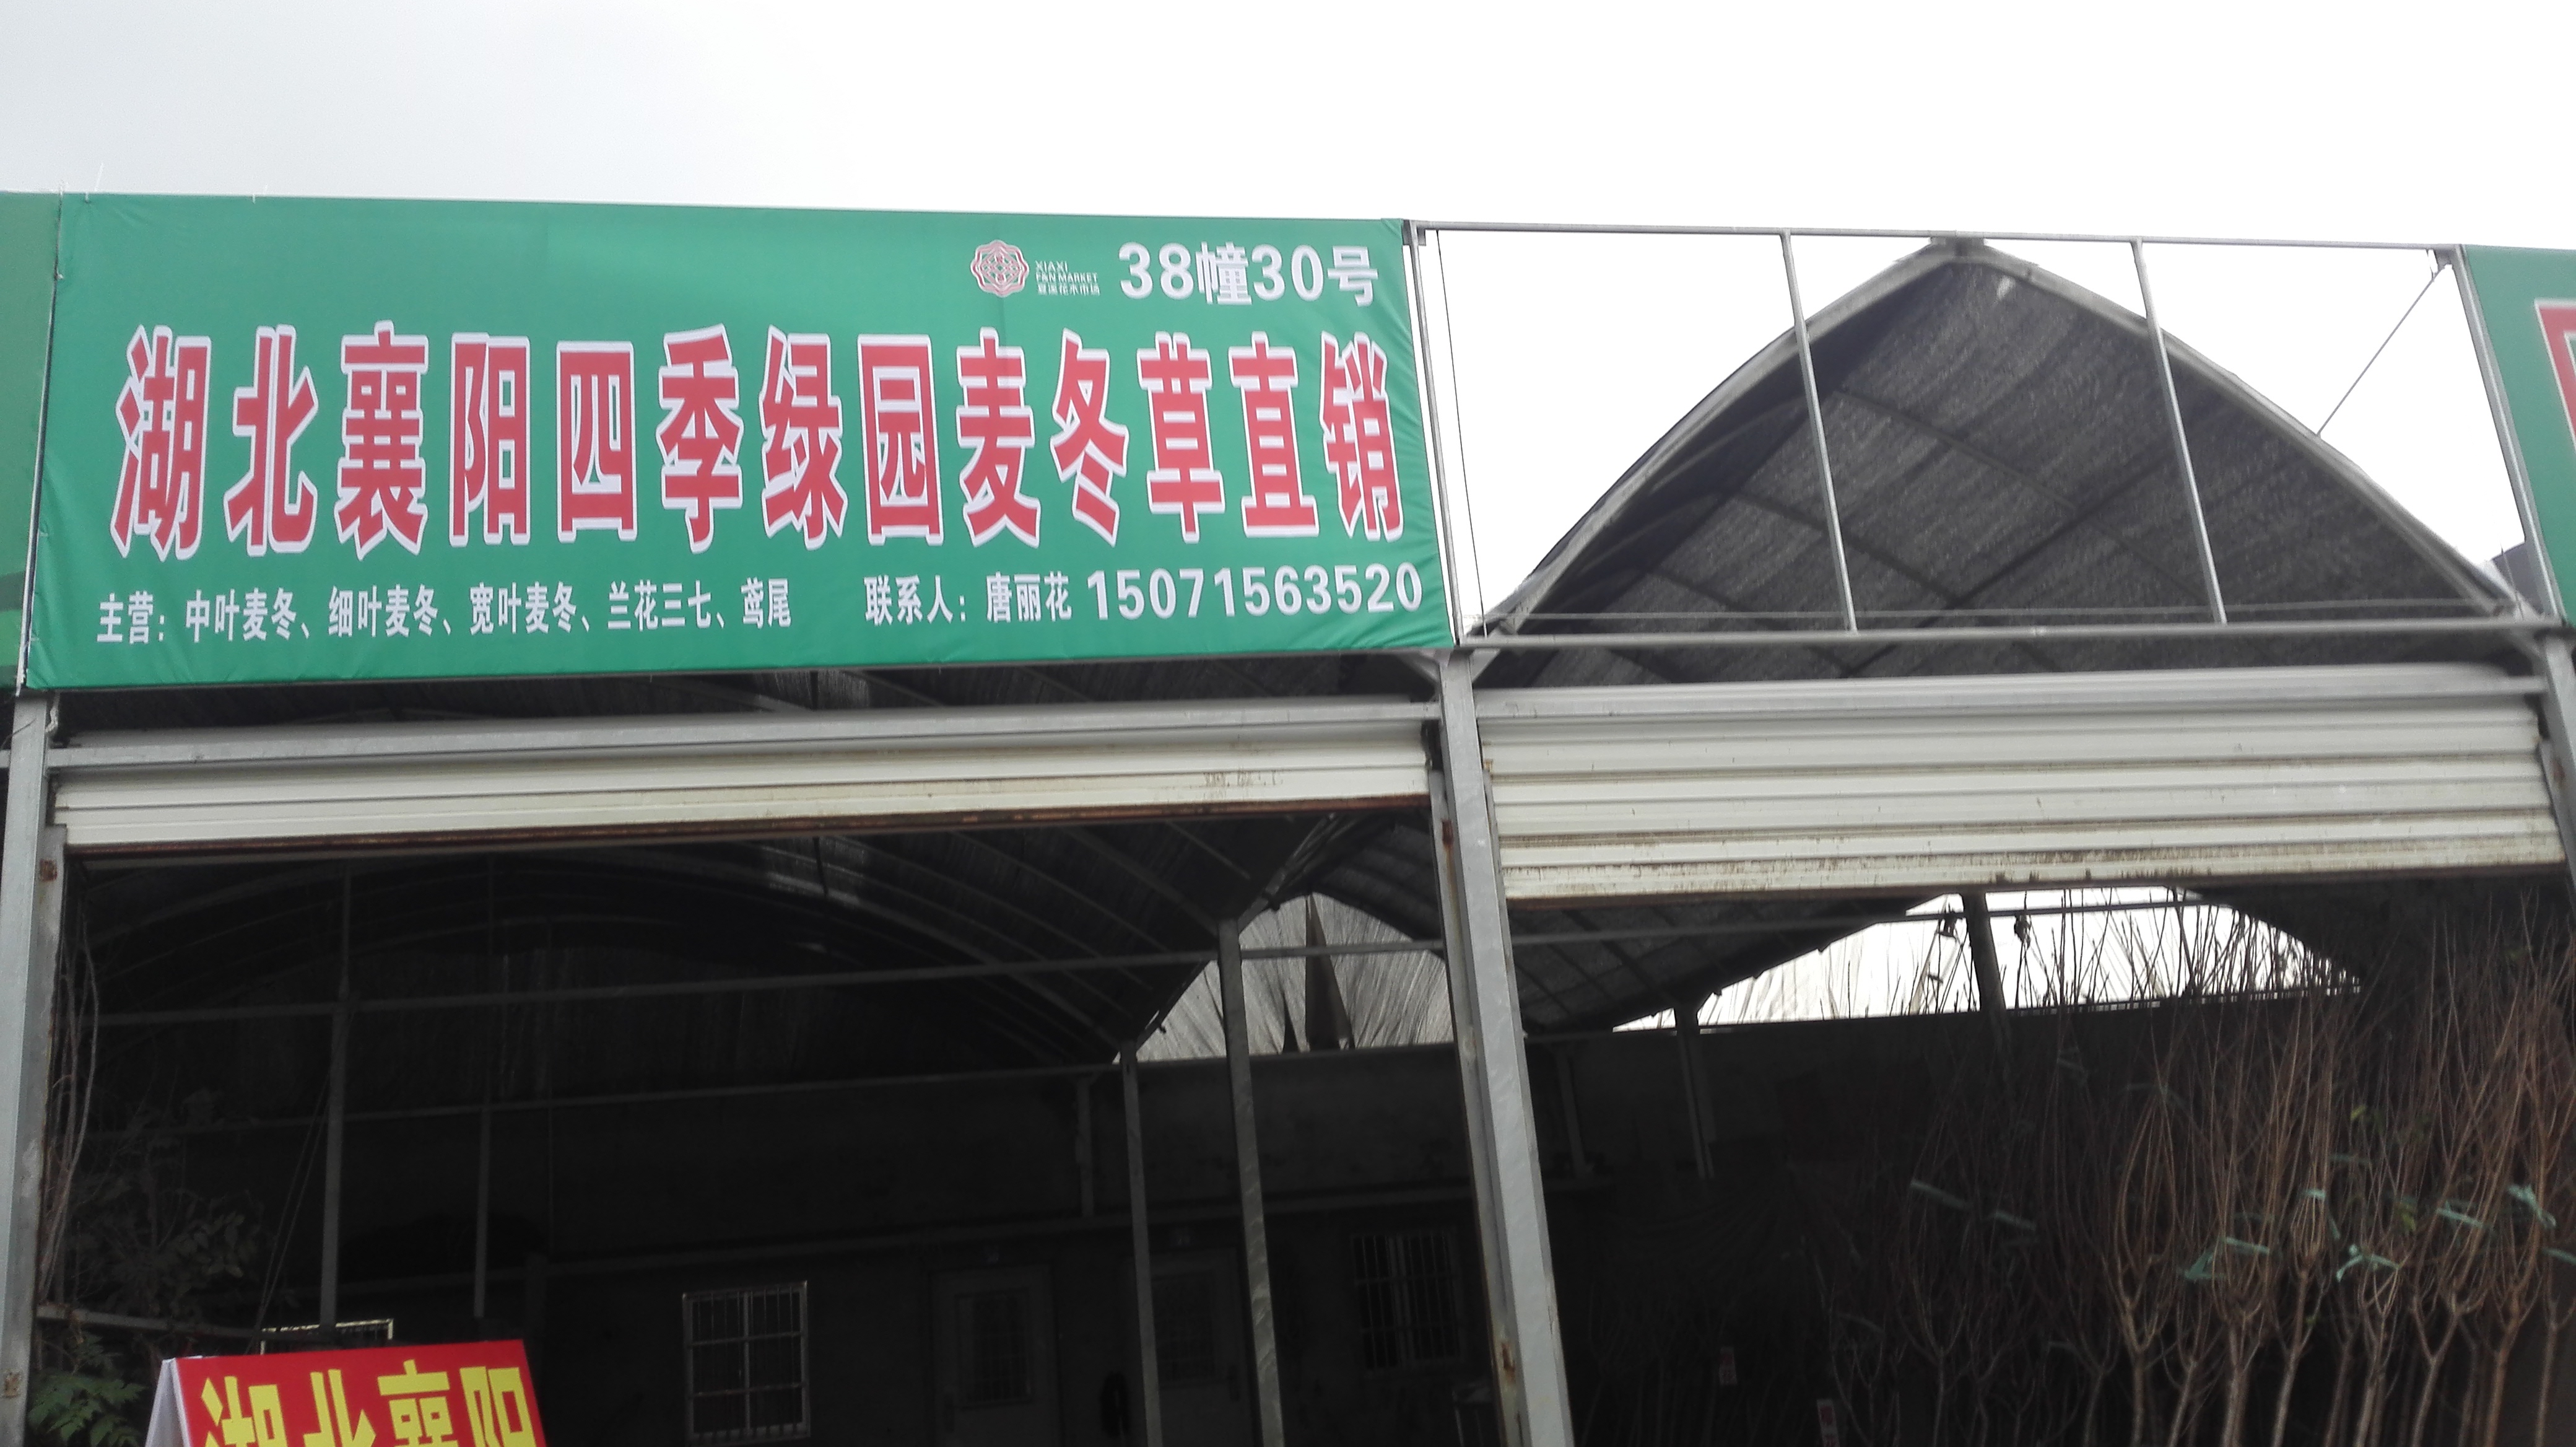 XIAXI
F&N MARKET
夏溪花木市场
38幢30号
湖北襄阳四季绿园麦冬草直销
主营：中叶麦冬、细叶麦冬、宽叶麦冬、兰花三七、鸢尾
联系人：唐丽花 15071563520
湖北襄阳